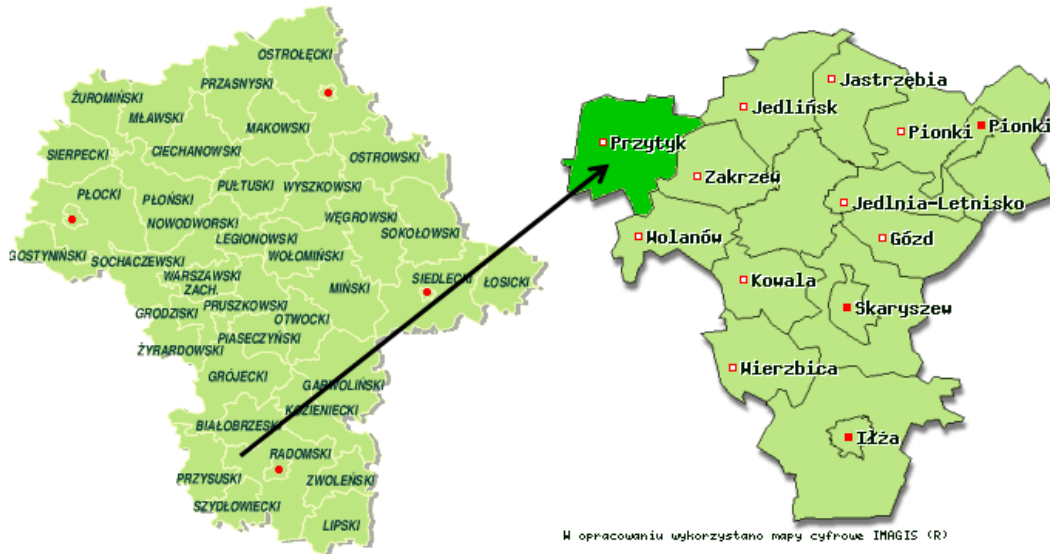 OSTROŁĘCKI
PRZASNYSKI
ŻUROMIŃSKI
MŁAWSKI
MAKOWSKI
CIECHANOWSKI
SIERPECKI
OSTROWSKI
PŁOCKI
PŁOŃSKI
PUŁTUSKI
WYSZKOWSKI
NOWODWORSKI
WĘGROWSKI
SOKOŁOWSKI
LEGIONOWSKI
GOSTYNIŃSKI
SOCHACZEWSKI
WOŁOMIŃSKI
WARSZAWSKI
ZACH.
MIŃSKI
SIEDLECKI
ŁOSICKI
GRODZISKI
PRUSZKOWSKI
OTWOCKI
PIASECZYŃSKI
ŻYRARDOWSKI
GRÓJECKI
GARWOLIŃSKI
KOZIENICKI
BIAŁOBRZESKI
RADOMSKI
PRZYSUSKI
ZWOLEŃSKI
SZYDŁOWIECKI
LIPSKI
Jastrzębia
Jedlińsk
Pionki
Pionki
Przytyk
Zakrzew
Jedlnia-Letnisko
Wolanów
Gózd
Kowala
Skaryszew
Wierzbica
Iłża
W opracowaniu wykorzystano mapy cyfrowe IMAGIS (R)